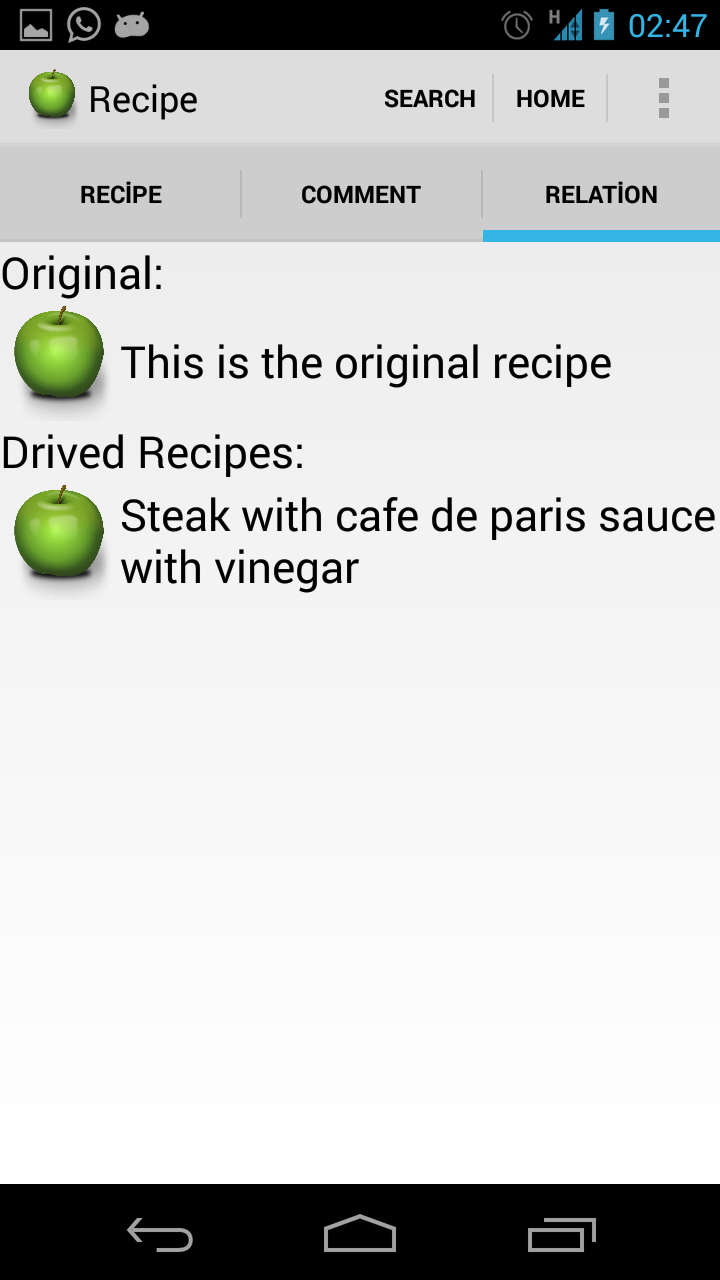 H 02:47
Recipe SEARCH HOME
RECİPE COMMENT RELATİON
Original:
This is the original recipe
Drived Recipes:
Steak with cafe de paris sauce
with vinegar